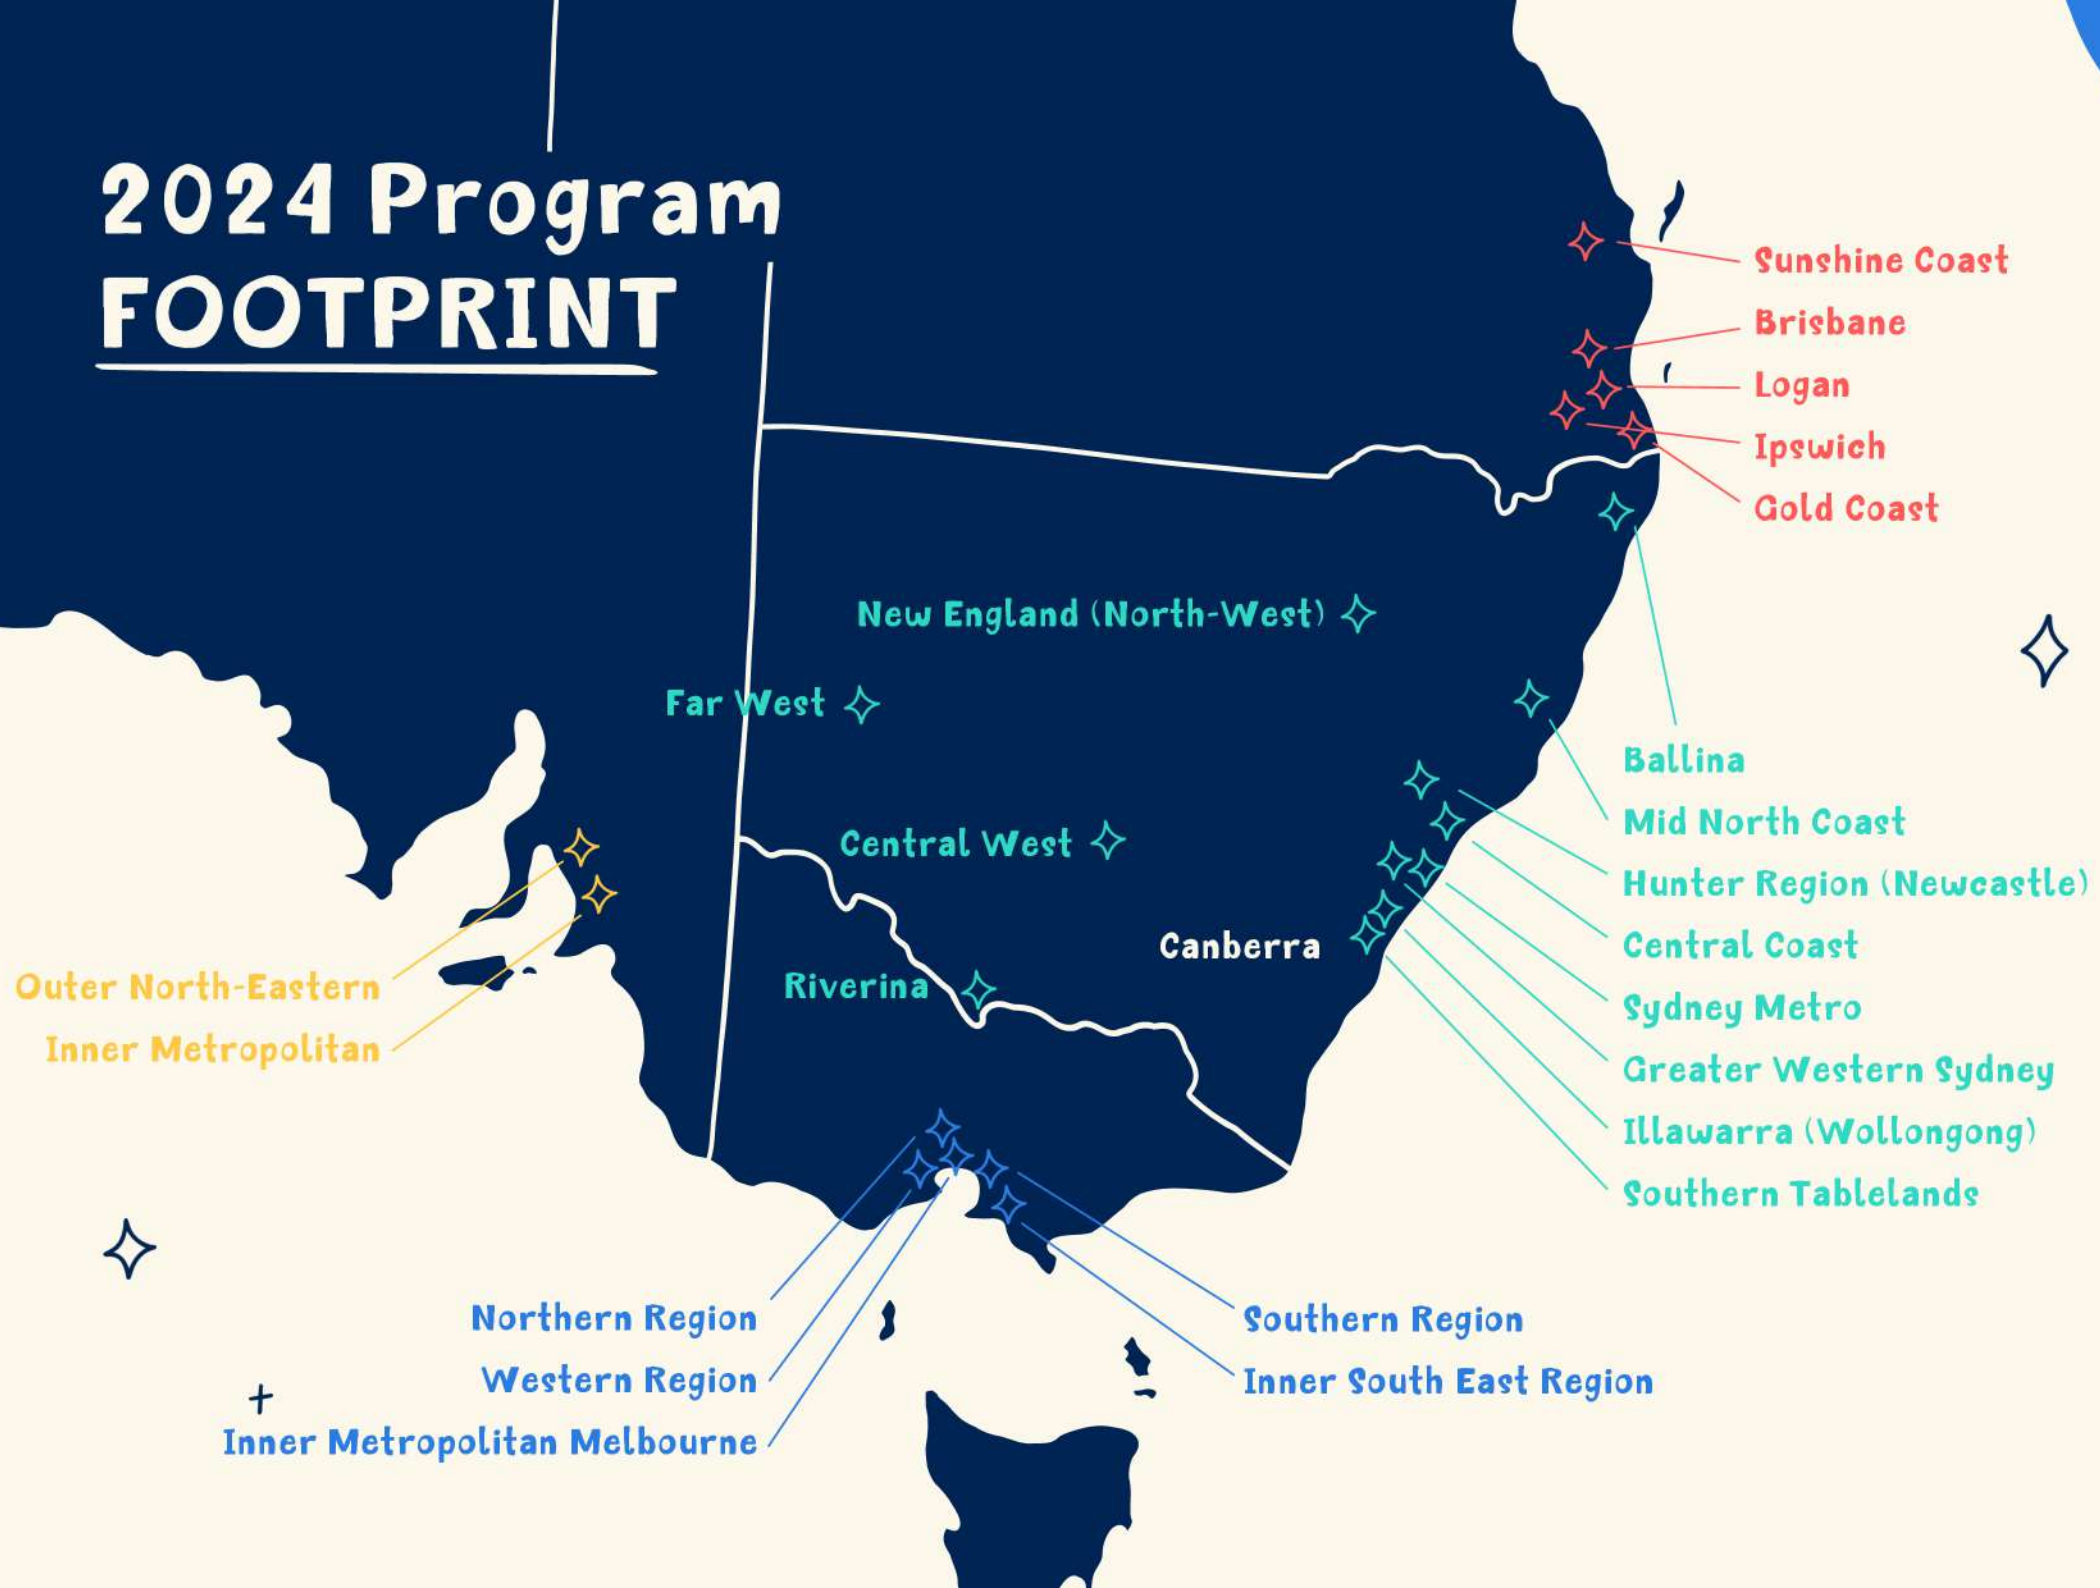 2024 Program
FOOTPRINT
Sunshine Coast
Brisbane
Logan
Ipswich
Gold Coast
New England (North-West)
Far West
Central West
Canberra
Riverina
Ballina
Mid North Coast
Hunter Region (Newcastle)
Central Coast
Sydney Metro
Greater Western Sydney
Illawarra (Wollongong)
Southern Tablelands
Outer North-Eastern
Inner Metropolitan
Northern Region
Western Region
Inner Metropolitan Melbourne
Southern Region
Inner South East Region